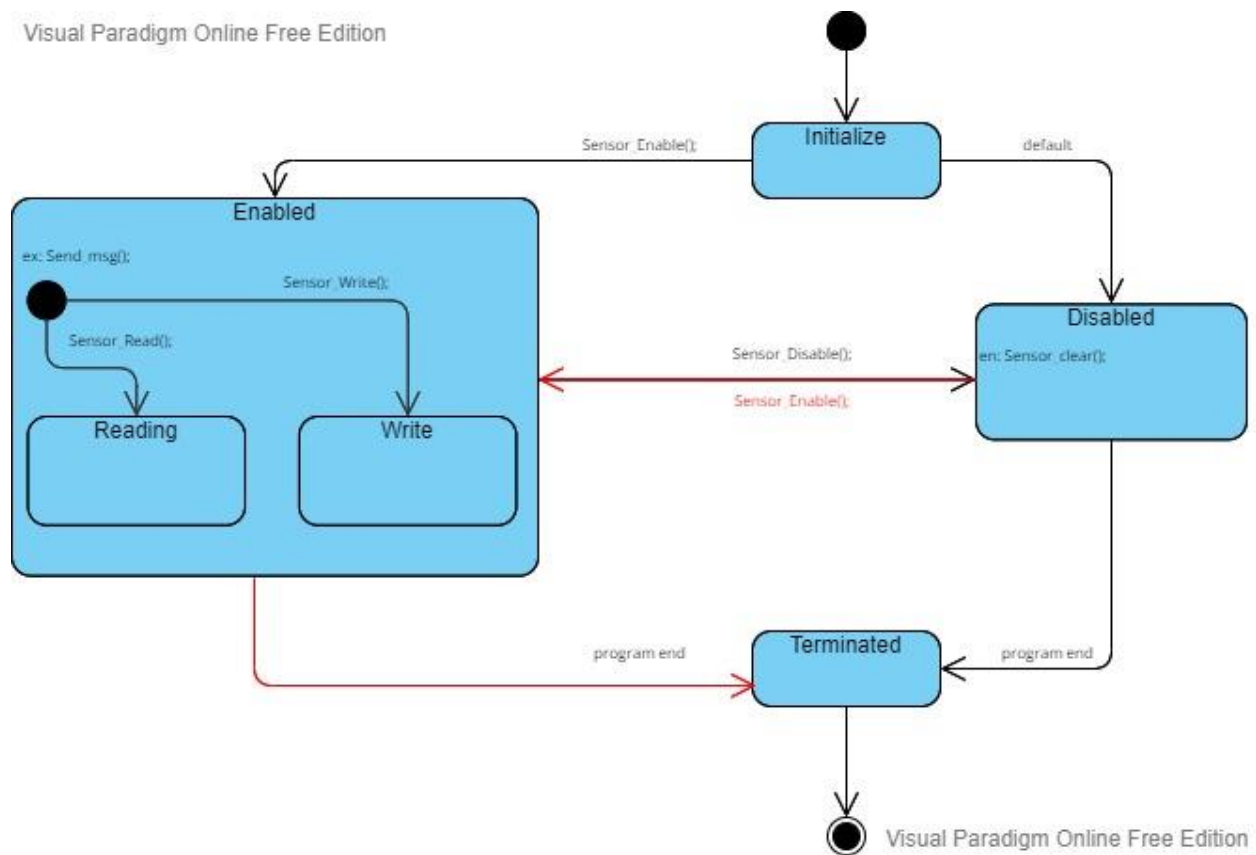 Visual Paradigm Online Free Edition
Initialize
Sensor_Enable();
default
Enabled
ex: Send_msg();
Sensor_Write();
Sensor_Read();
Reading
Write
Disabled
en: Sensor_clear();
Sensor_Disable();
Sensor_Enable();
Terminated
program end
program end
Visual Paradigm Online Free Edition